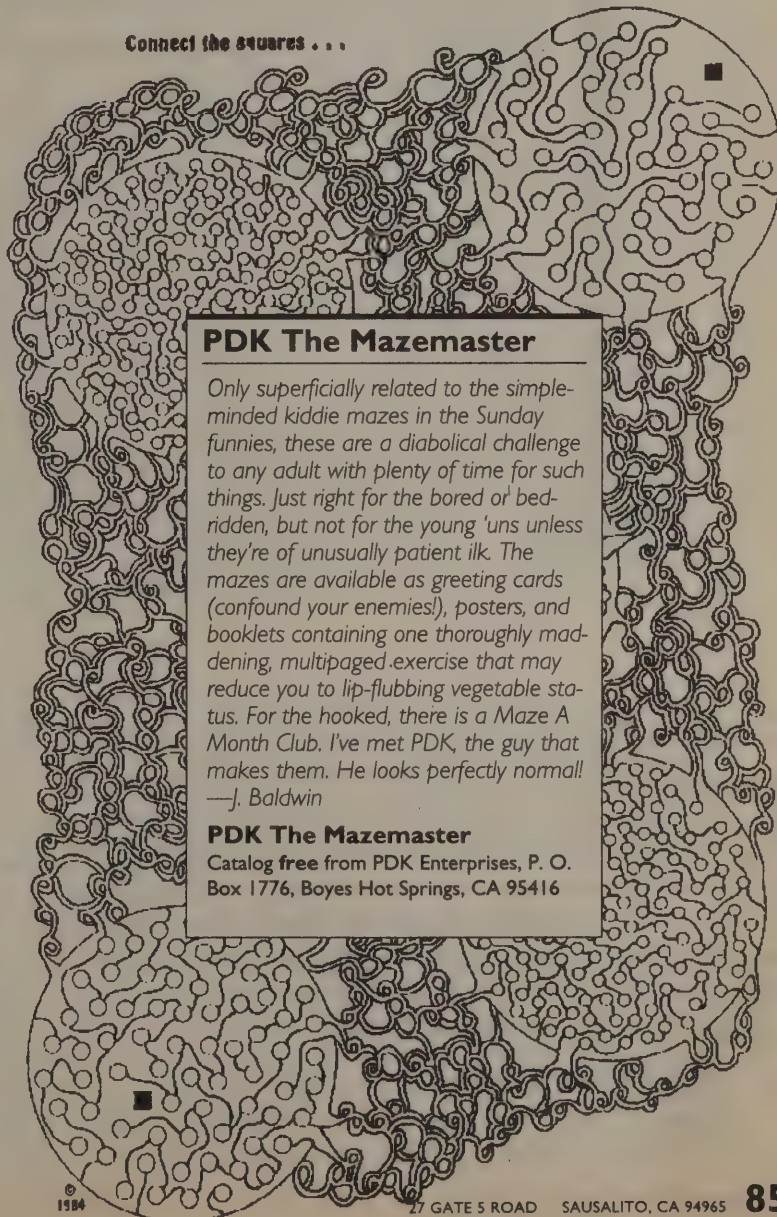 Connect the squares . . .
PDK The Mazemaster
Only superficially related to the simple-
minded kiddie mazes in the Sunday
funnies, these are a diabolical challenge
to any adult with plenty of time for such
things. Just right for the bored or bed-
ridden, but not for the young 'uns unless
they're of unusually patient ilk. The
mazes are available as greeting cards
(confound your enemies!), posters, and
booklets containing one thoroughly mad-
dening, multipaged exercise that may
reduce you to lip-flubbing vegetable sta-
tus. For the hooked, there is a Maze A
Month Club. I've met PDK, the guy that
makes them. He looks perfectly normal!
—J. Baldwin
PDK The Mazemaster
Catalog free from PDK Enterprises, P. O.
Box 1776, Boyes Hot Springs, CA 95416
©
1984
27 GATE 5 ROAD SAUSALITO, CA 94965 85